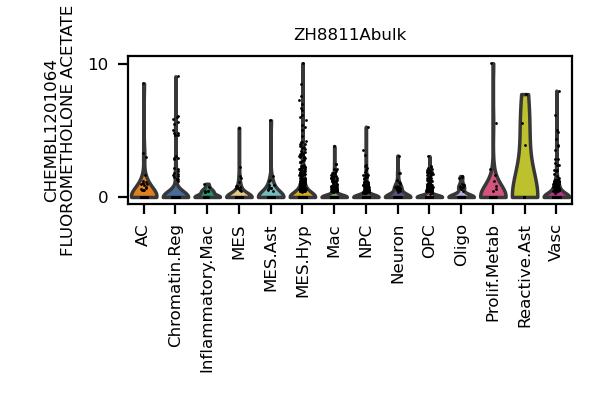 ZH8811Abulk
CHEMBL1201064
FLUOROMETHOLONE ACETATE
10
0
AC
Chromatin.Reg
Inflammatory.Mac
MES
MES.Ast
MES.Hyp
Mac
NPC
Neuron
OPC
Oligo
Prolif.Metab
Reactive.Ast
Vasc